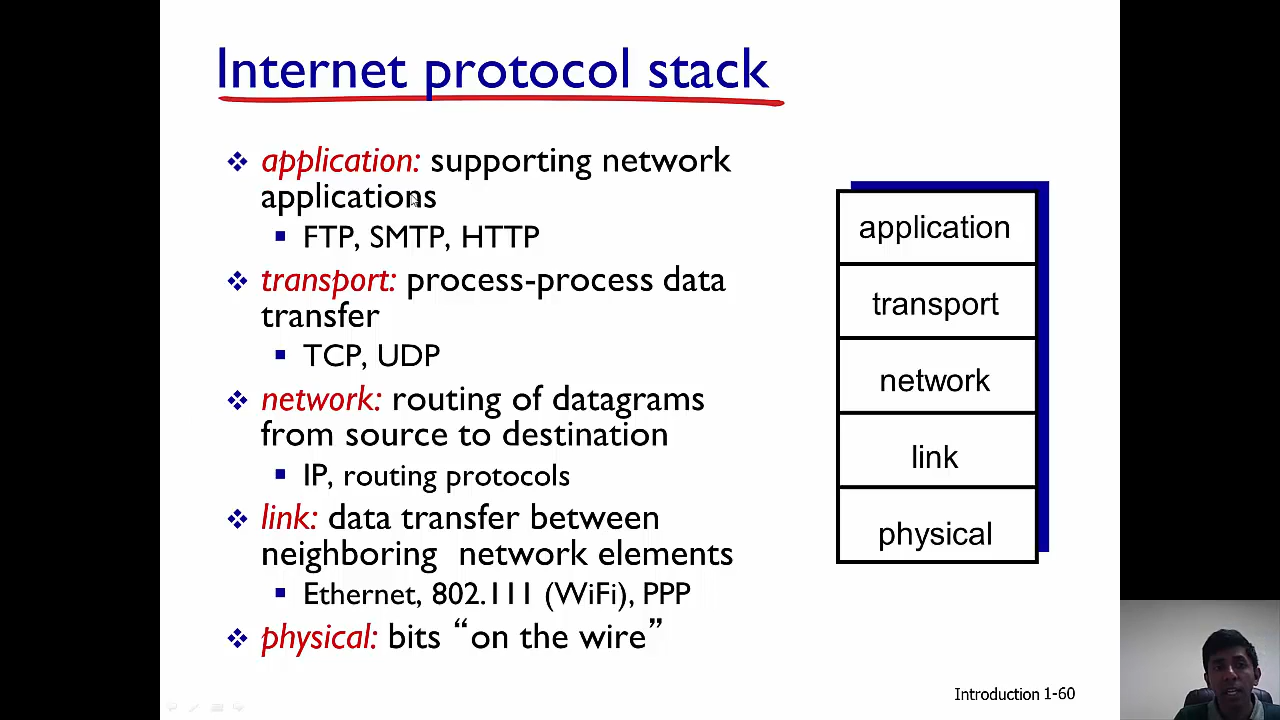 Internet protocol stack
application: supporting network
applications
FTP, SMTP, HTTP
transport: process-process data
transfer
TCP, UDP
network: routing of datagrams
from source to destination
IP, routing protocols
link: data transfer between
neighboring network elements
Ethernet, 802.111 (WiFi), PPP
physical: bits “on the wire”
application
transport
network
link
physical
Introduction 1-60